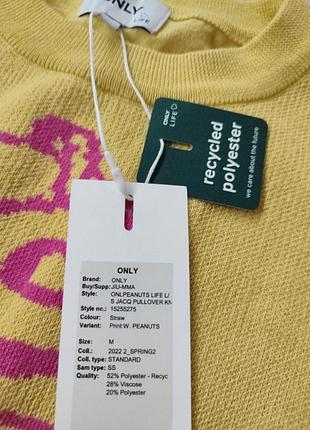 ONLY
LIFE
ONLY
LIFE
recycled
polyester
we care about the future
ONLY
Brand: ONLY
Buy/Supp: JIU-MMA
Style: ONLPEANUTS LIFE L/
S JACQ PULLOVER KN
Style no.: 15255275
Colour: Straw
Variant: Print:W. PEANUTS
Size: M
Coll.: 2022 2_SPRING2
Coll. type: STANDARD
Sam type: SS
Quality: 52% Polyester - Recyc
28% Viscose
20% Polyester